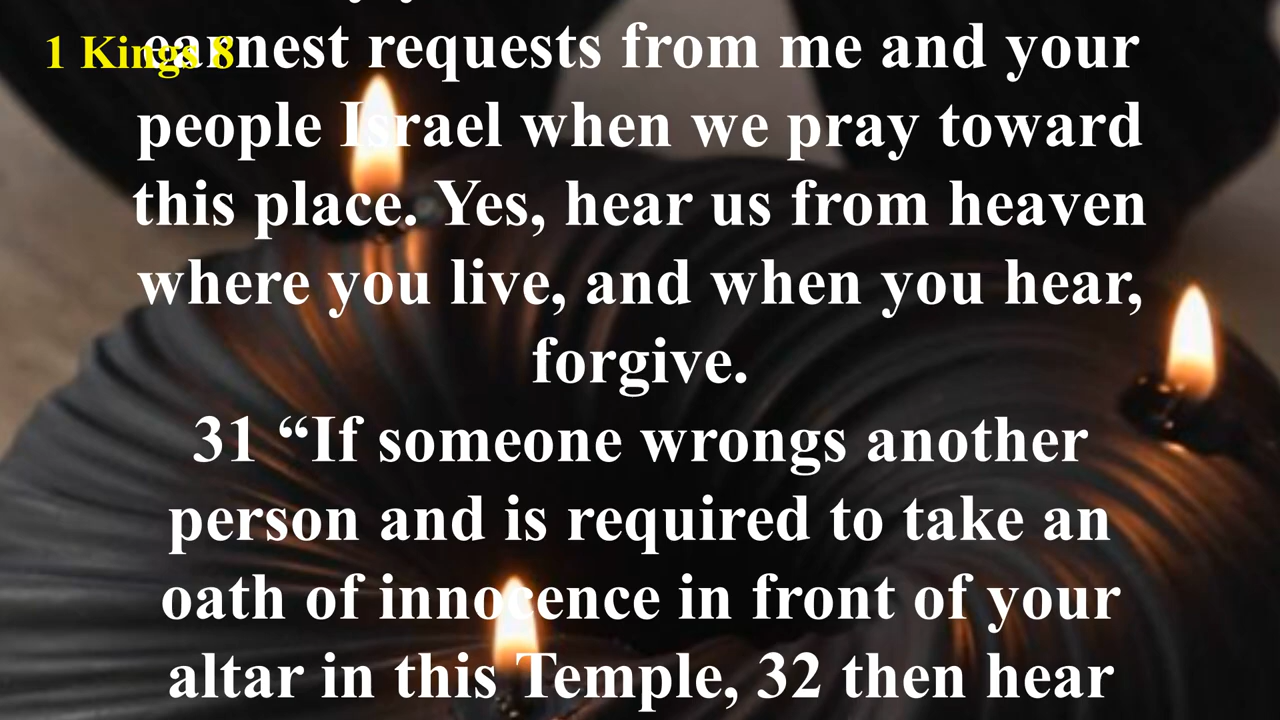 1 Kings 8
earnest requests from me and your
people Israel when we pray toward
this place. Yes, hear us from heaven
where you live, and when you hear,
forgive.
31 “If someone wrongs another
person and is required to take an
oath of innocence in front of your
altar in this Temple, 32 then hear